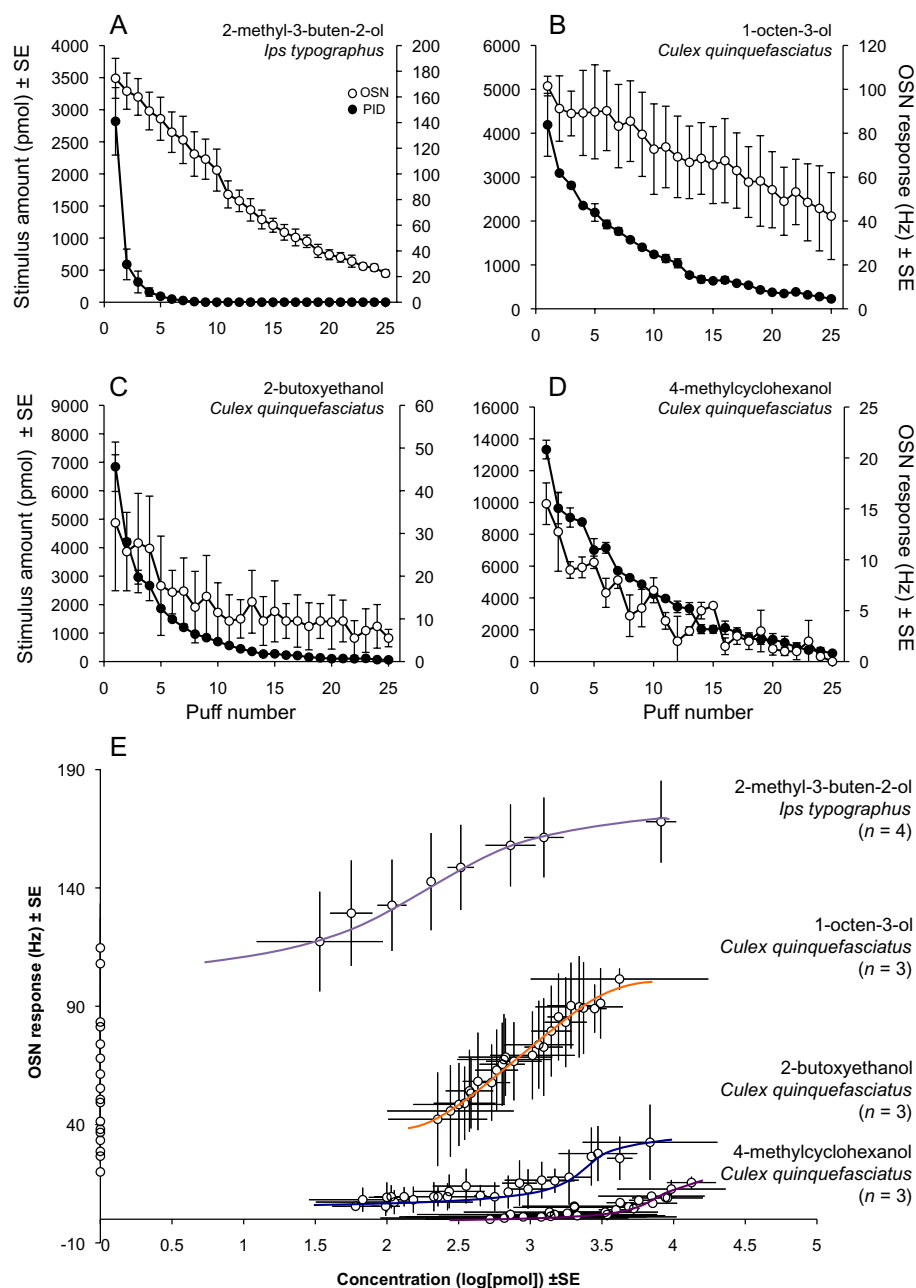 A
2-methyl-3-buten-2-ol
Ips typographus
4000
3500
3000
2500
2000
1500
1000
500
0
200
180
160
140
120
100
80
60
40
20
0
OSN
PID
0 5 10 15 20 25
Stimulus amount (pmol) ± SE
B
1-octen-3-ol
Culex quinquefasciatus
6000
5000
4000
3000
2000
1000
0
120
100
80
60
40
20
0
0 5 10 15 20 25
OSN response (Hz) ± SE
C
2-butoxyethanol
Culex quinquefasciatus
9000
8000
7000
6000
5000
4000
3000
2000
1000
0
60
50
40
30
20
10
0
0 5 10 15 20 25
Stimulus amount (pmol) ± SE
Puff number
D
4-methylcyclohexanol
Culex quinquefasciatus
16000
14000
12000
10000
8000
6000
4000
2000
0
25
20
15
10
5
0
0 5 10 15 20 25
OSN response (Hz) ± SE
Puff number
E
190
140
90
40
-10
OSN response (Hz) ± SE
2-methyl-3-buten-2-ol
Ips typographus
(n = 4)
1-octen-3-ol
Culex quinquefasciatus
(n = 3)
2-butoxyethanol
Culex quinquefasciatus
(n = 3)
4-methylcyclohexanol
Culex quinquefasciatus
(n = 3)
0 0.5 1 1.5 2 2.5 3 3.5 4 4.5 5
Concentration (log[pmol]) ±SE